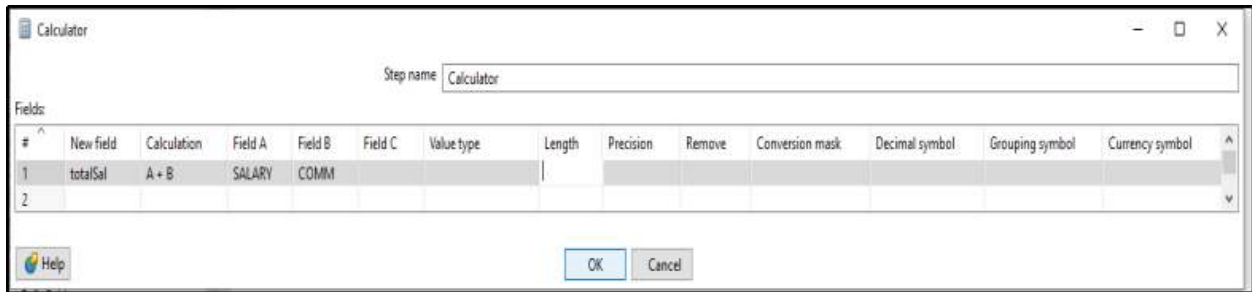 Calculator
Step name Calculator
Fields:
# New field Calculation Field A Field B Field C Value type Length Precision Remove Conversion mask Decimal symbol Grouping symbol Currency symbol
1 totalSal A + B SALARY COMM
2
Help OK Cancel